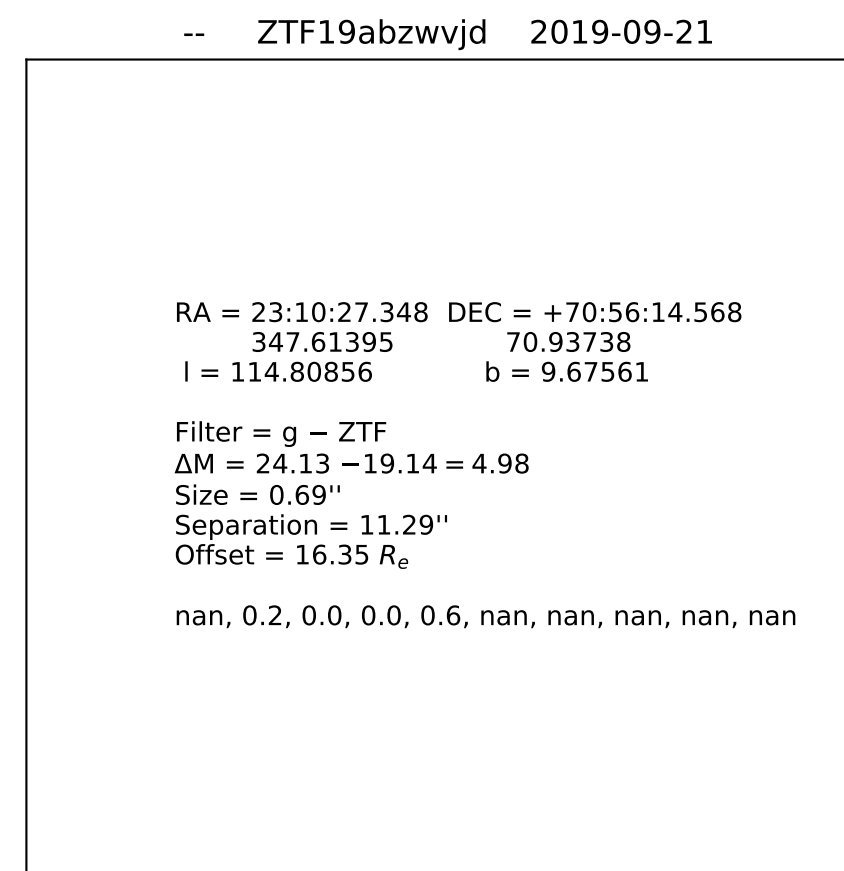 --     ZTF19abzwvjd    2019-09-21
RA = 23:10:27.348  DEC = +70:56:14.568
347.61395    70.93738
l = 114.80856    b = 9.67561
Filter = g − ZTF
ΔM = 24.13 −19.14 = 4.98
Size = 0.69''
Separation = 11.29''
Offset = 16.35 Re
nan, 0.2, 0.0, 0.0, 0.6, nan, nan, nan, nan, nan